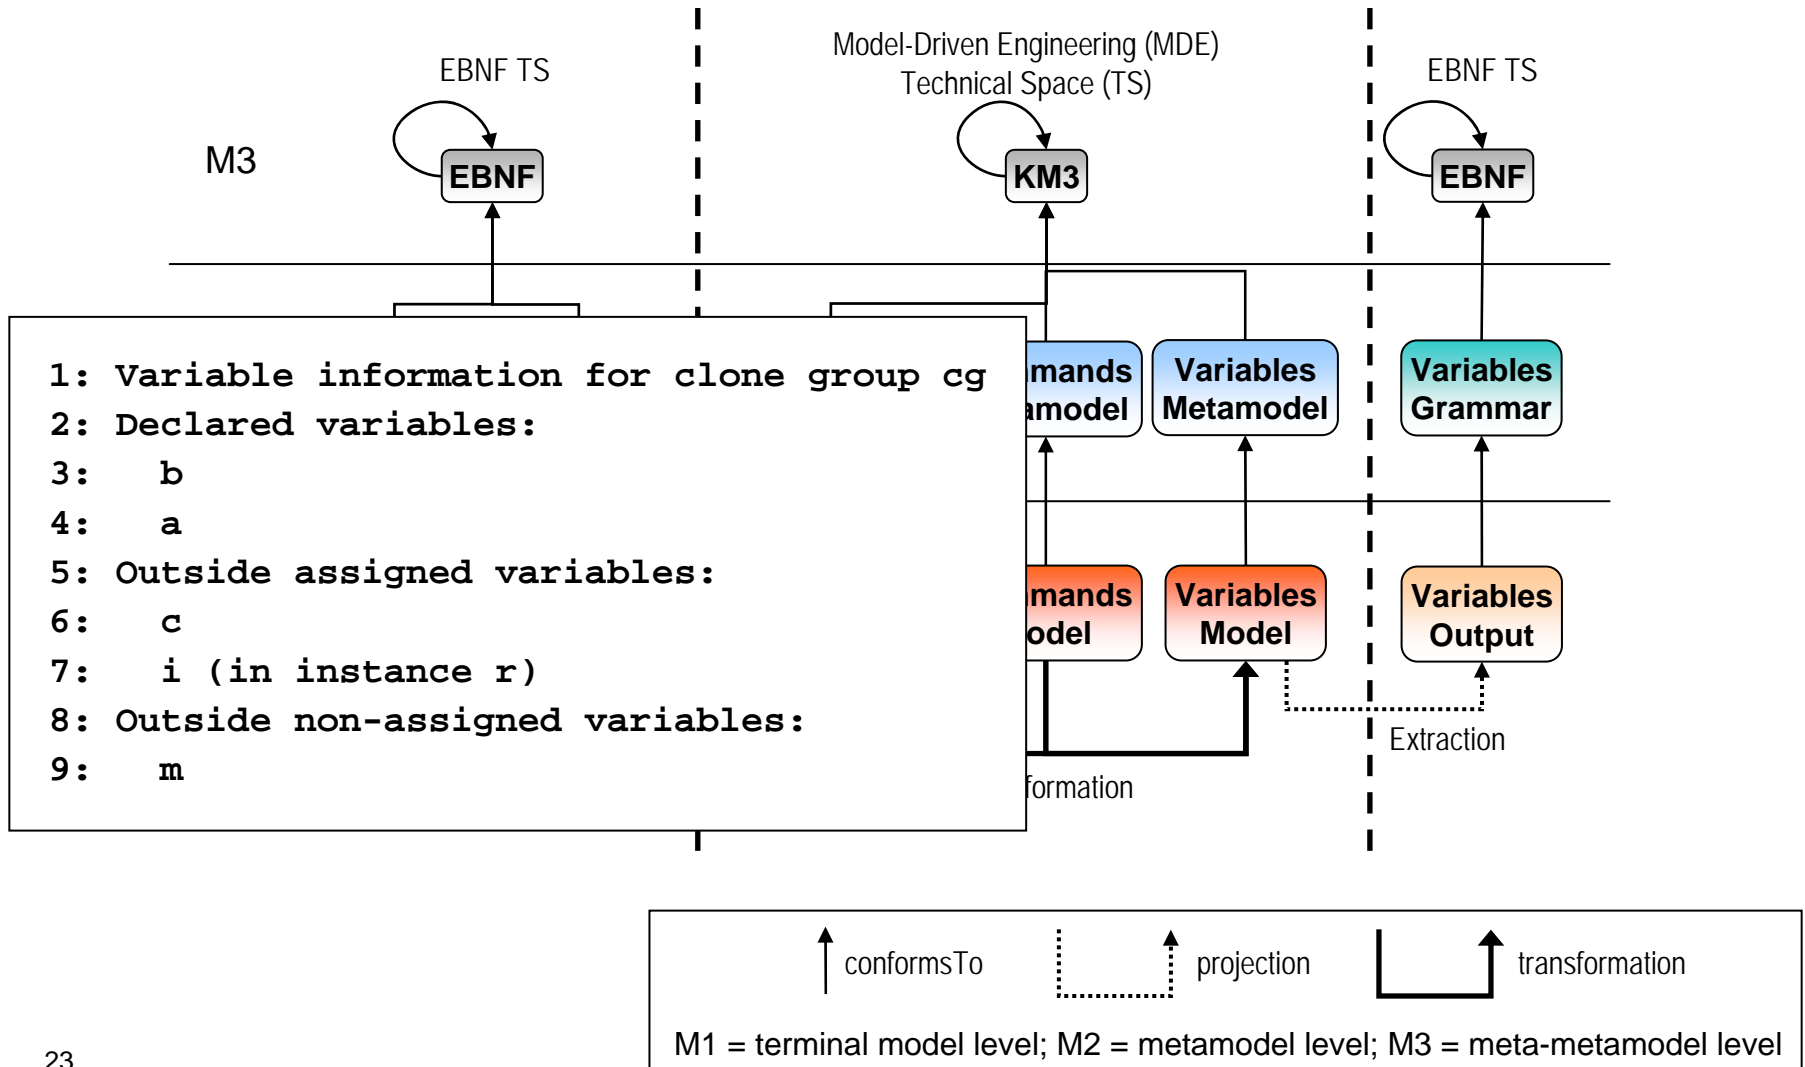 EBNF TS
Model-Driven Engineering (MDE)
Technical Space (TS)
EBNF TS
M3
EBNF
KM3
EBNF
1: Variable information for clone group cg
2: Declared variables:
3: b
4: a
5: Outside assigned variables:
6: c
7: i (in instance r)
8: Outside non-assigned variables:
9: m
mands
amodel
Variables
Metamodel
Variables
Grammar
mands
odel
Variables
Model
Variables
Output
Extraction
formation
conformsTo
projection
transformation
M1 = terminal model level; M2 = metamodel level; M3 = meta-metamodel level
23